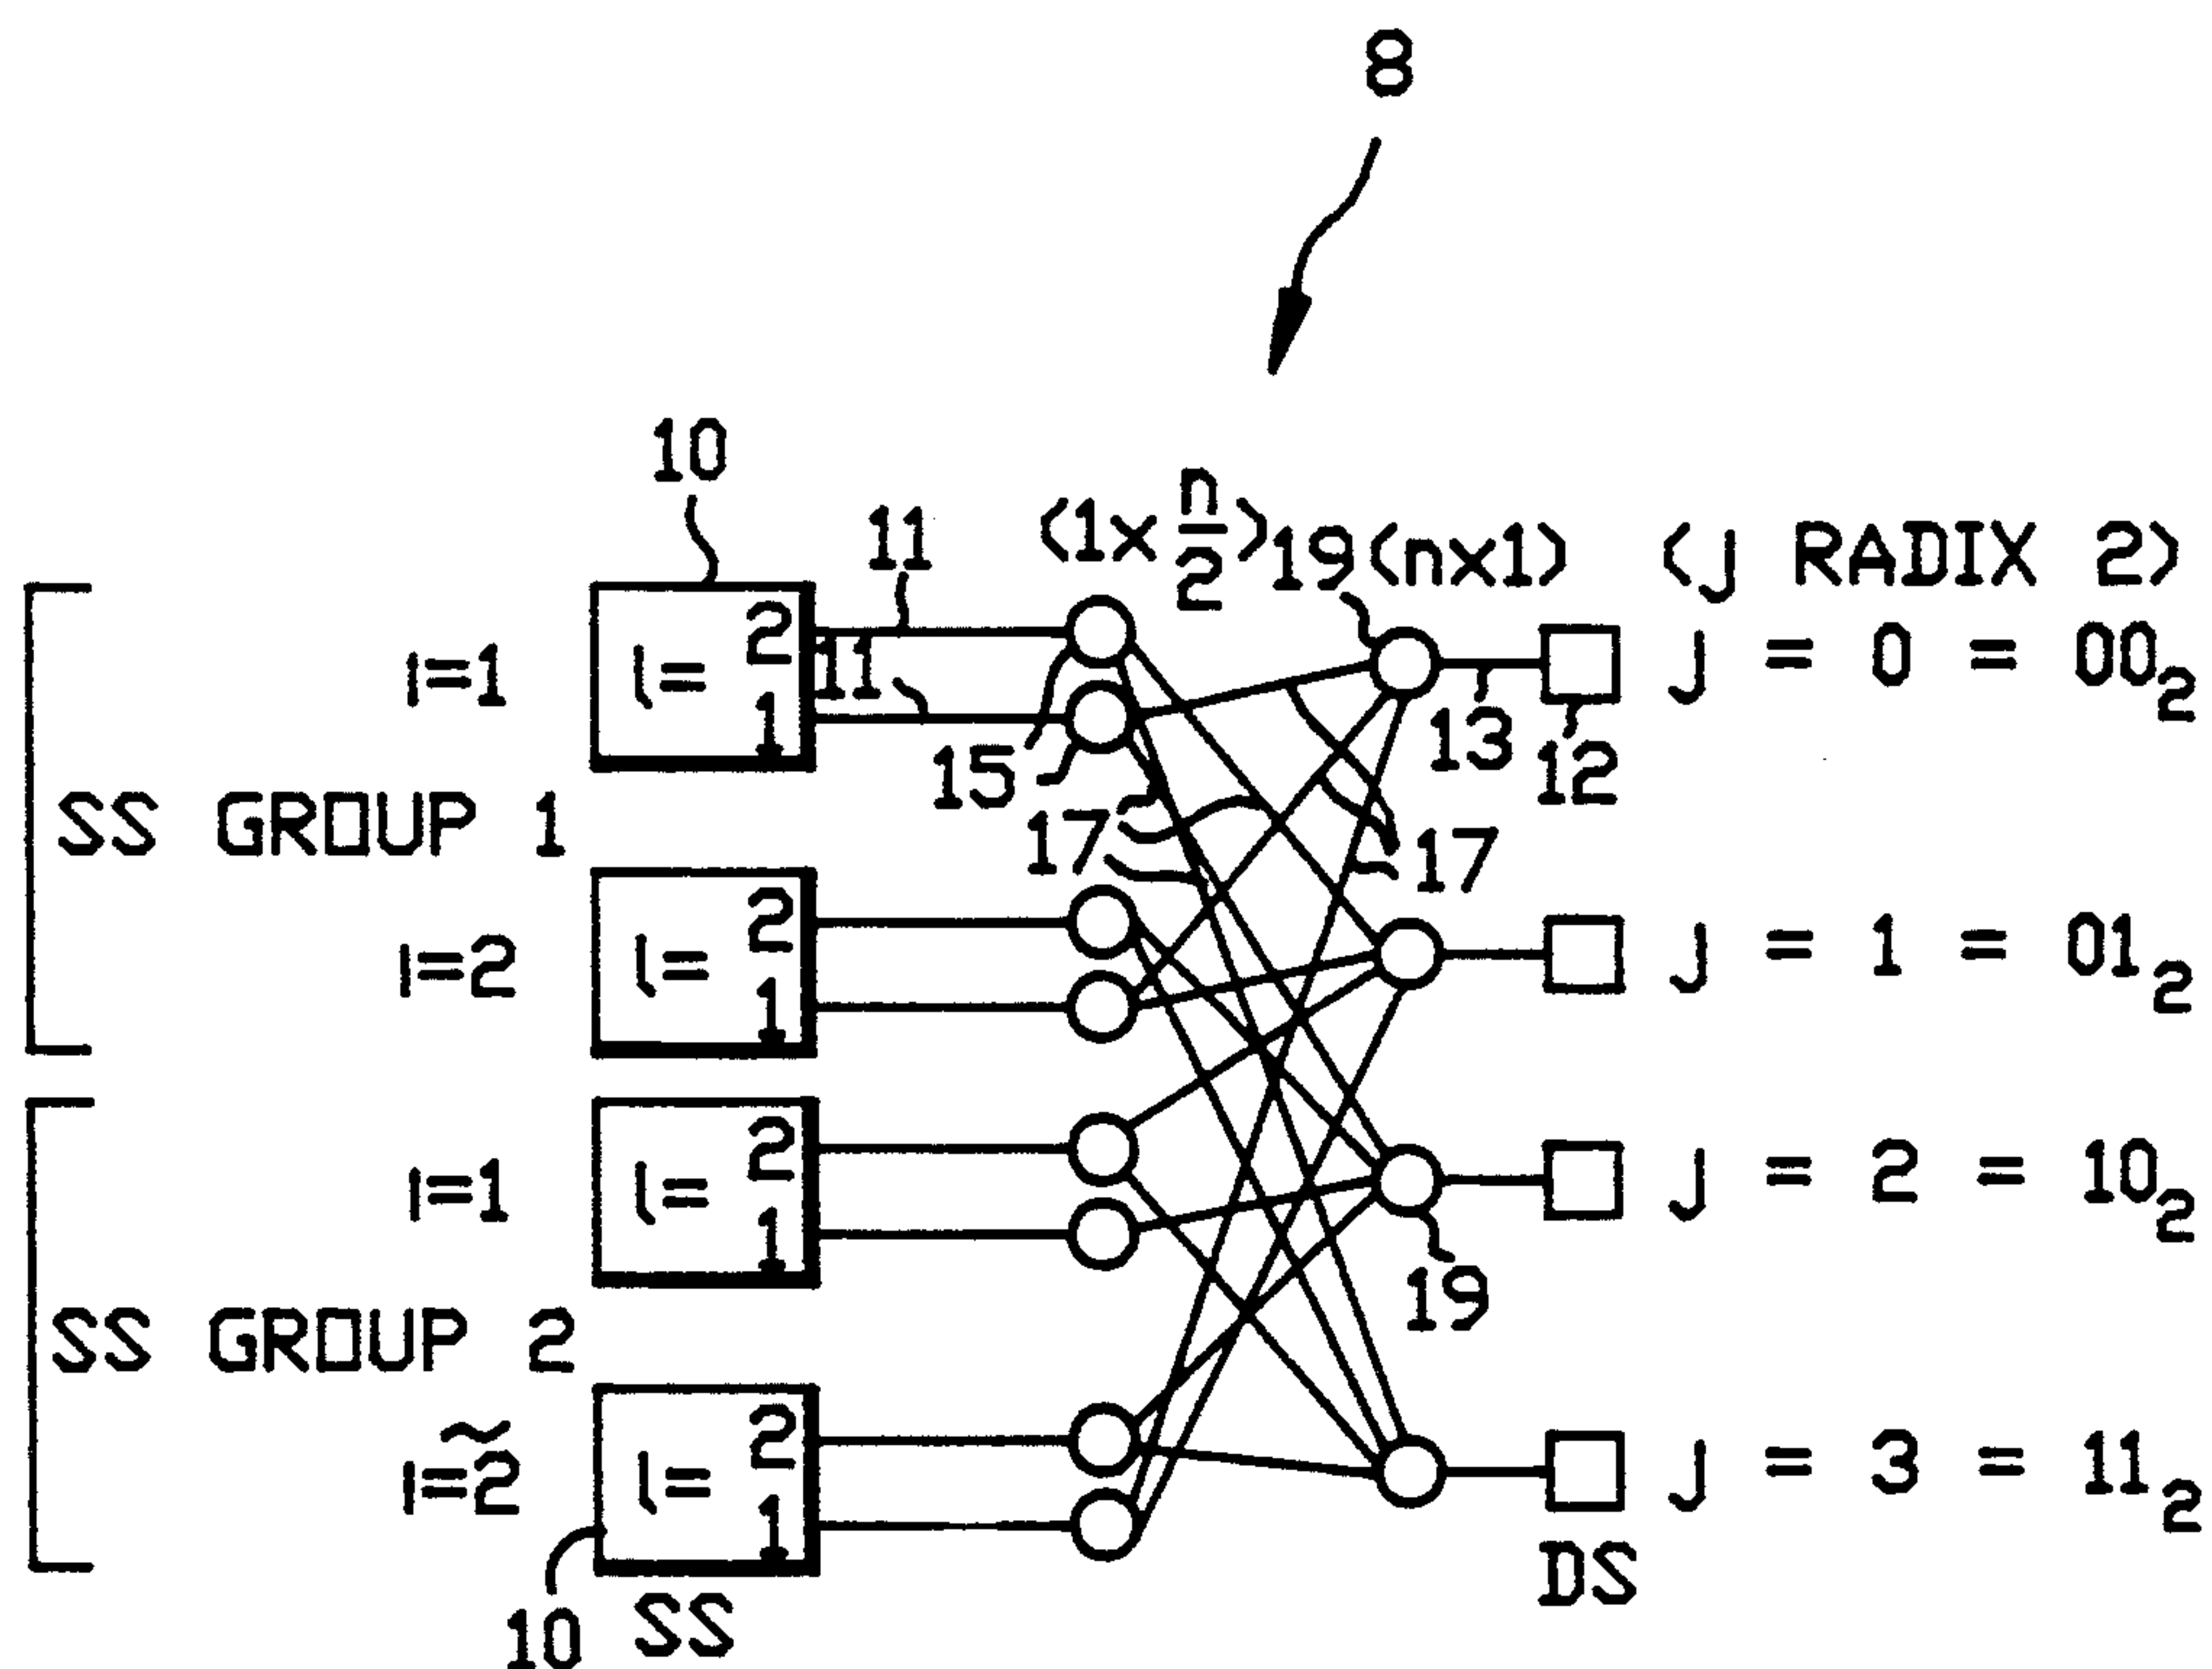 8
10
11
(1x n/2)
19(nx1)
(j RADIX 2)
i=1
l= 2
1
11
13
12
j = 0 = 00₂
15
SS GROUP 1
17
17
i=2
l= 2
1
j = 1 = 01₂
i=1
l= 2
1
j = 2 = 10₂
19
SS GROUP 2
i=2̃
l= 2
1
j = 3 = 11₂
10
SS
DS